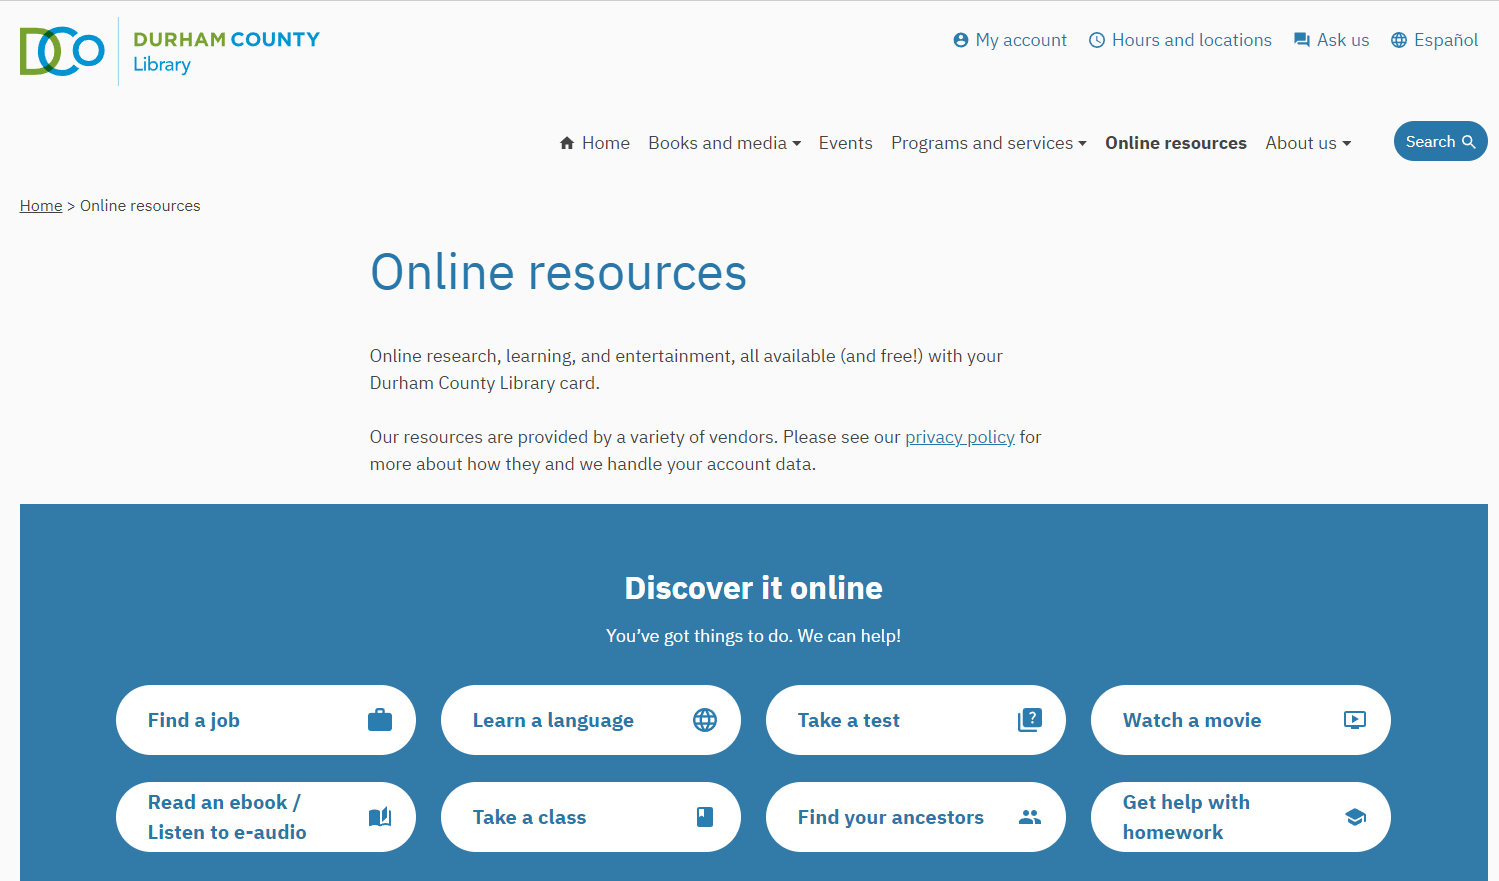 DCO
DURHAM COUNTY
Library
My account
Hours and locations
Ask us
Español
Home
Books and media
Events
Programs and services
Online resources
About us
Search
Home > Online resources
Online resources
Online research, learning, and entertainment, all available (and free!) with your
Durham County Library card.
Our resources are provided by a variety of vendors. Please see our privacy policy for
more about how they and we handle your account data.
Discover it online
You’ve got things to do. We can help!
Find a job
Learn a language
Take a test
?
Watch a movie
Read an ebook /
Listen to e-audio
Take a class
Find your ancestors
Get help with
homework